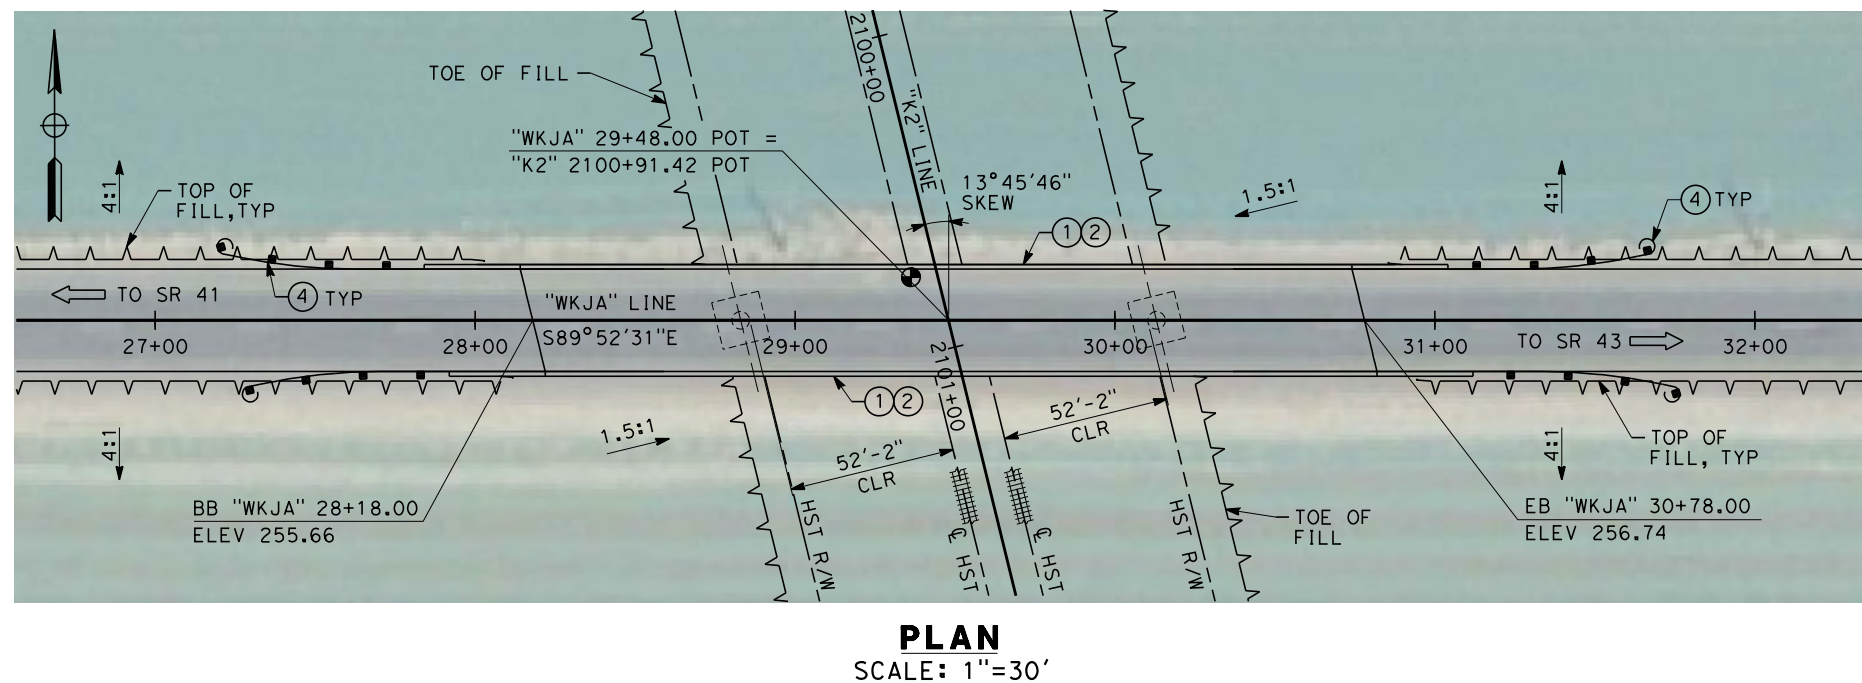 2100+00
TOE OF FILL
"K2" LINE
"WKJA" 29+48.00 POT =
"K2" 2100+91.42 POT
13°45'46"
SKEW
4:1
TOP OF
FILL,TYP
1.5:1
4:1
4 TYP
1 2
TO SR 41
4 TYP
"WKJA" LINE
S89°52'31"E
27+00
28+00
29+00
30+00
31+00
TO SR 43
32+00
2101+00
1 2
52'-2"
CLR
1.5:1
52'-2"
CLR
4:1
4:1
TOP OF
FILL, TYP
BB "WKJA" 28+18.00
ELEV 255.66
HST R/W
℄ HST
℄ HST
HST R/W
TOE OF
FILL
EB "WKJA" 30+78.00
ELEV 256.74
PLAN
SCALE: 1"=30'